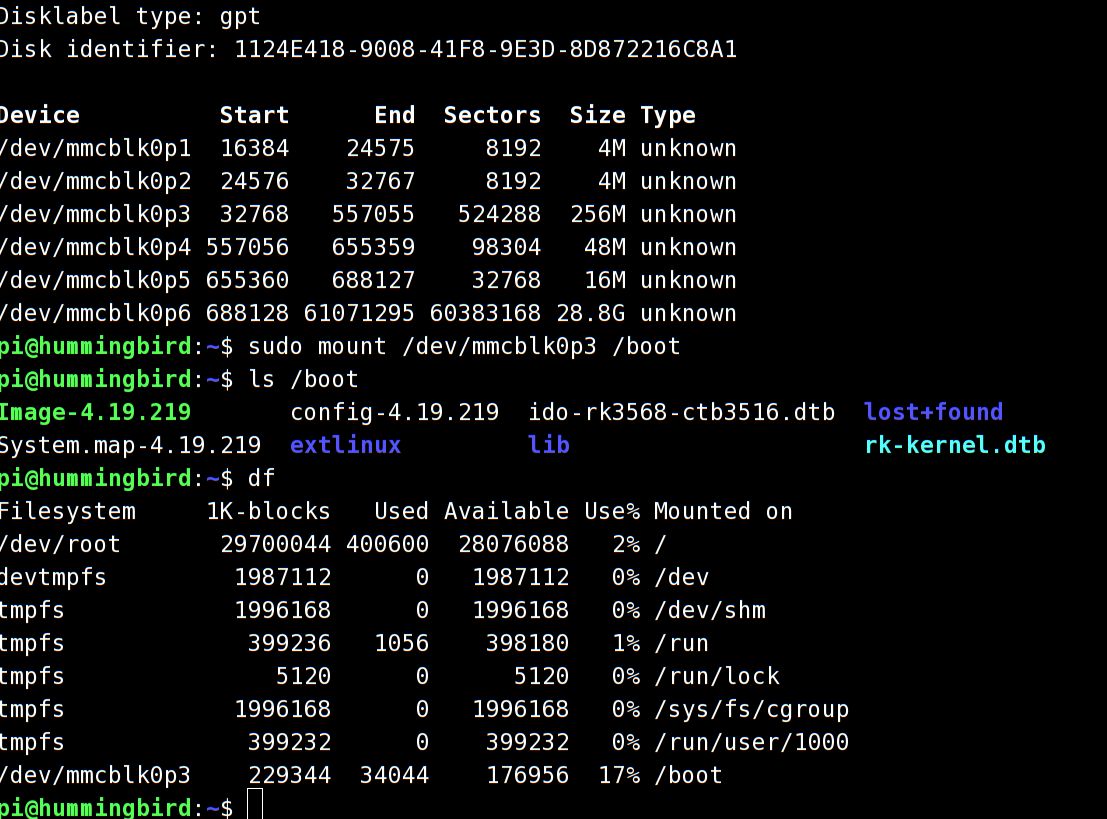 Disklabel type: gpt
Disk identifier: 1124E418-9008-41F8-9E3D-8D872216C8A1
Device Start End Sectors Size Type
/dev/mmcblk0p1 16384 24575 8192 4M unknown
/dev/mmcblk0p2 24576 32767 8192 4M unknown
/dev/mmcblk0p3 32768 557055 524288 256M unknown
/dev/mmcblk0p4 557056 655359 98304 48M unknown
/dev/mmcblk0p5 655360 688127 32768 16M unknown
/dev/mmcblk0p6 688128 61071295 60383168 28.8G unknown
pi@hummingbird:~$ sudo mount /dev/mmcblk0p3 /boot
pi@hummingbird:~$ ls /boot
Image-4.19.219 config-4.19.219 ido-rk3568-ctb3516.dtb lost+found
System.map-4.19.219 extlinux lib rk-kernel.dtb
pi@hummingbird:~$ df
Filesystem 1K-blocks Used Available Use% Mounted on
/dev/root 29700044 400600 28076088 2% /
devtmpfs 1987112 0 1987112 0% /dev
tmpfs 1996168 0 1996168 0% /dev/shm
tmpfs 399236 1056 398180 1% /run
tmpfs 5120 0 5120 0% /run/lock
tmpfs 1996168 0 1996168 0% /sys/fs/cgroup
tmpfs 399232 0 399232 0% /run/user/1000
/dev/mmcblk0p3 229344 34044 176956 17% /boot
pi@hummingbird:~$